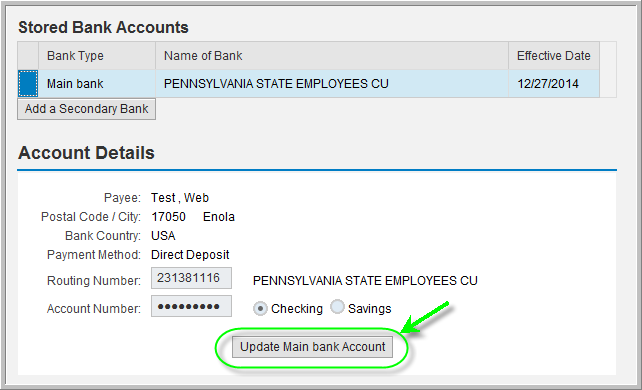 Stored Bank Accounts
Bank Type Name of Bank Effective Date
Main bank PENNSYLVANIA STATE EMPLOYEES CU 12/27/2014
Add a Secondary Bank
Account Details
Payee: Test , Web
Postal Code / City: 17050 Enola
Bank Country: USA
Payment Method: Direct Deposit
Routing Number: 231381116 PENNSYLVANIA STATE EMPLOYEES CU
Account Number: ●●●●●●●●● Checking Savings
Update Main bank Account